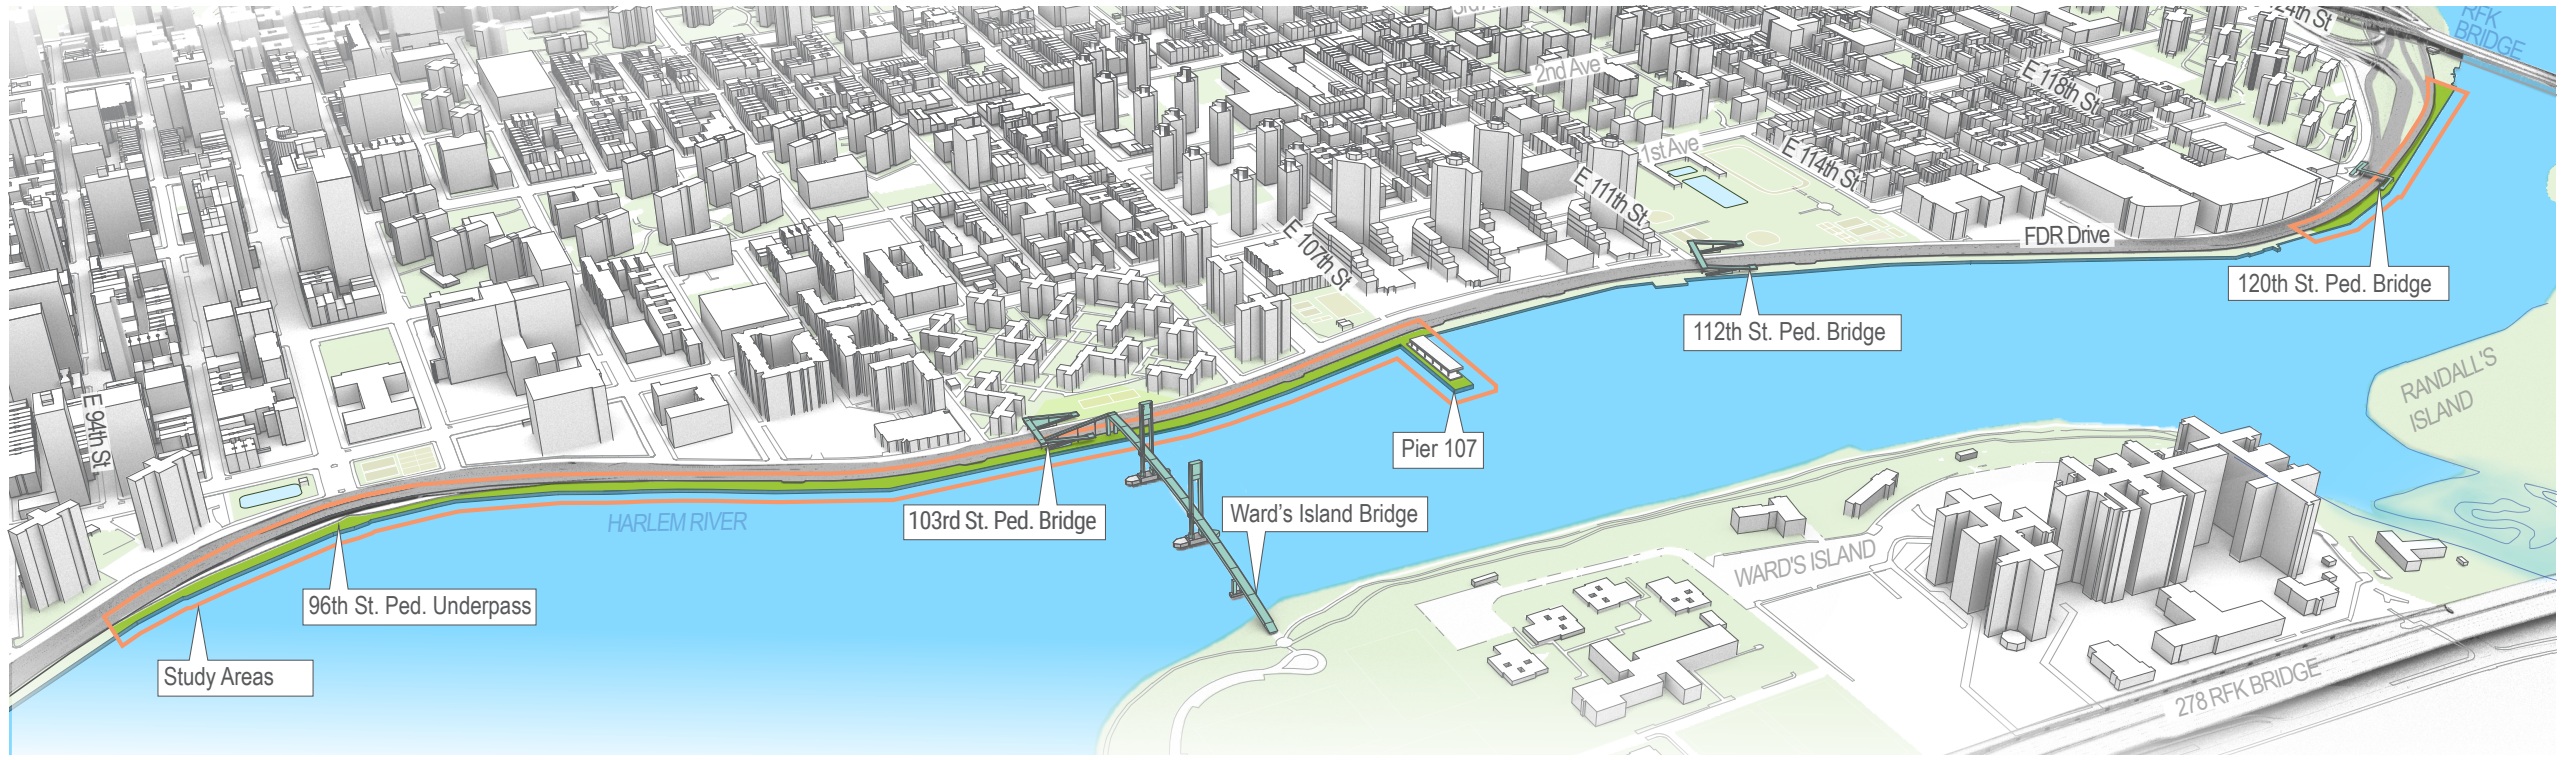 RFK
BRIDGE
2nd Ave
E 118th St
1st Ave
E 114th St
E 111th St
E 107th St
FDR Drive
120th St. Ped. Bridge
112th St. Ped. Bridge
RANDALL'S
ISLAND
E 94th St
Pier 107
HARLEM RIVER
103rd St. Ped. Bridge
Ward's Island Bridge
WARD'S ISLAND
96th St. Ped. Underpass
Study Areas
278 RFK BRIDGE